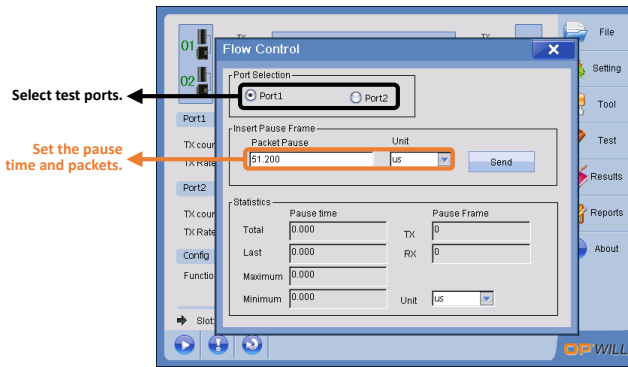 Select test ports.
Set the pause
time and packets.
01
02
TX
TX
Flow Control
X
Port Selection
Port1
Port2
Insert Pause Frame
Packet Pause
Unit
51.200
us
Send
Statistics
Pause time
Pause Frame
Total
0.000
TX
0
Last
0.000
RX
0
Maximum
0.000
Minimum
0.000
Unit
us
Port1
TX coun
TX Rate
Port2
TX coun
TX Rate
Config
Functio
Slot
File
Setting
Tool
Test
Results
Reports
About
OPWILL